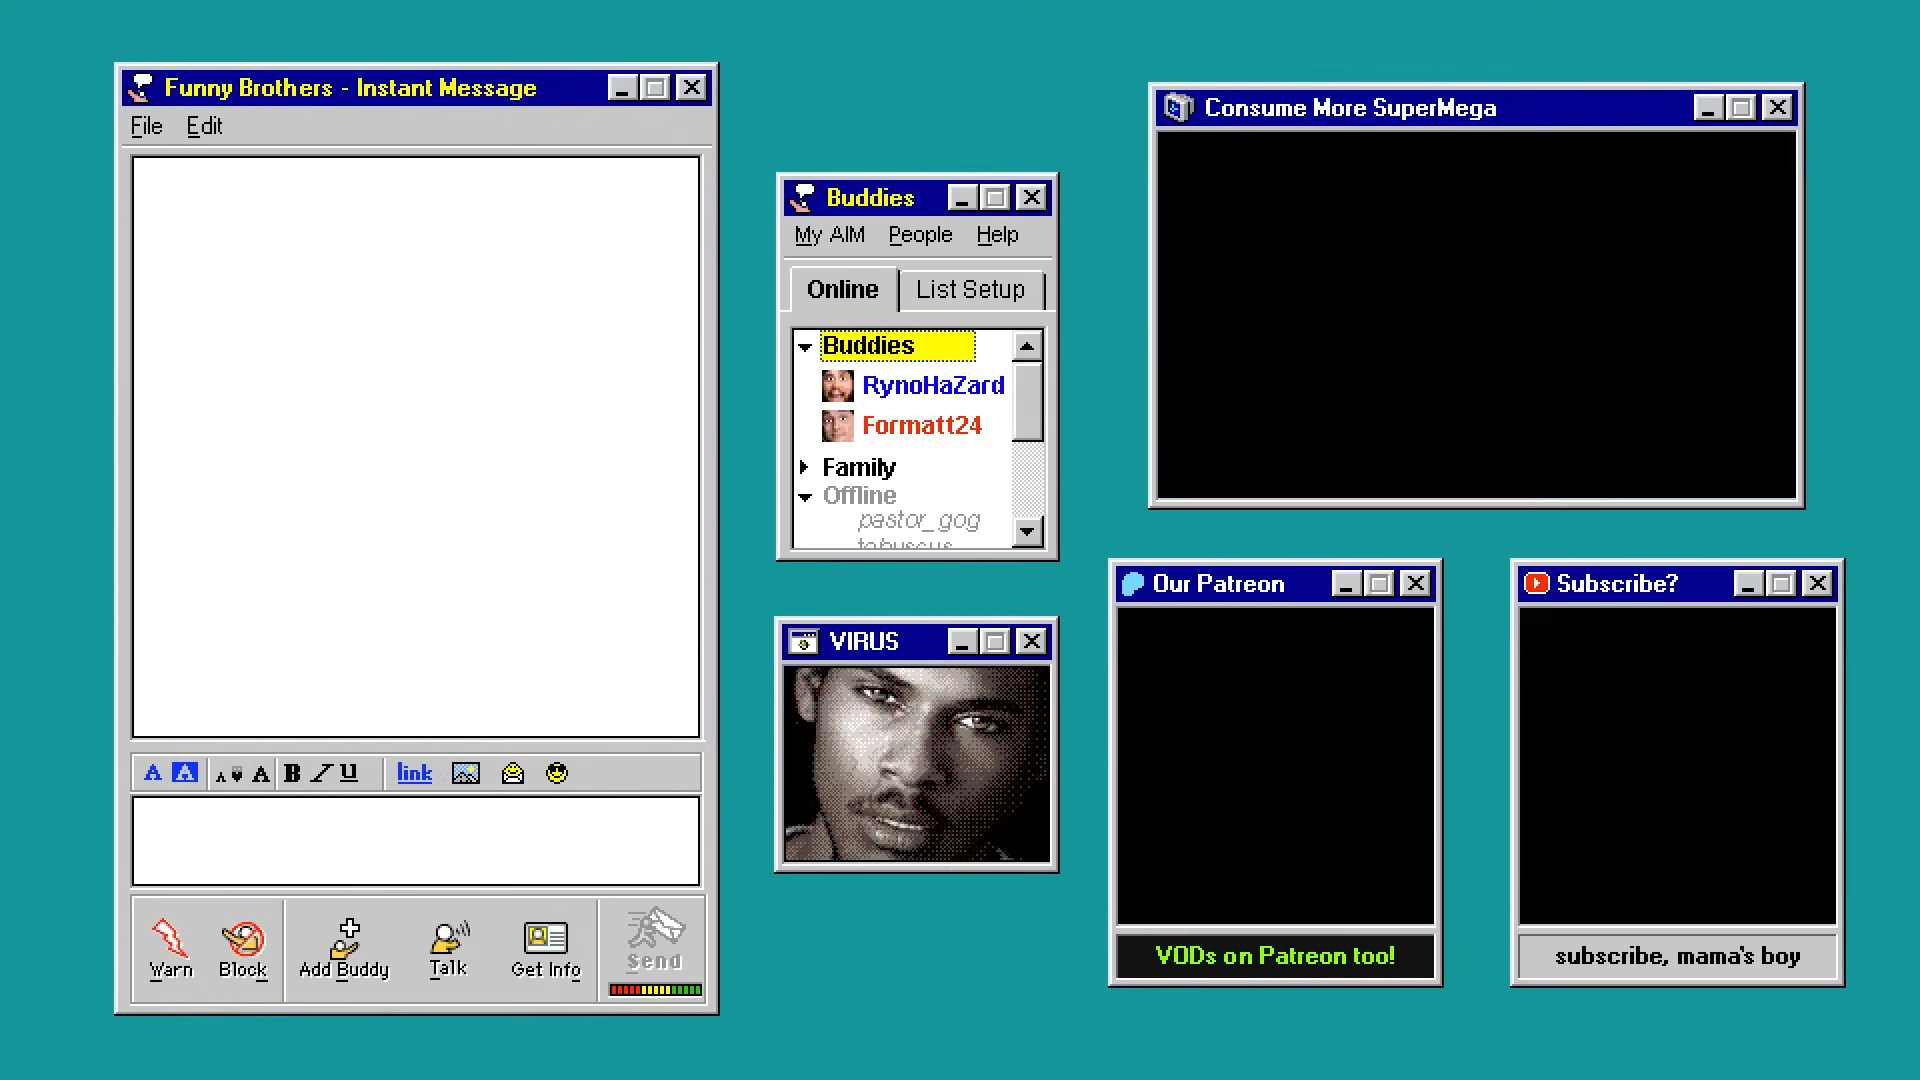 Funny Brothers - Instant Message
File Edit
A A A A B I U link
Warn Block Add Buddy Talk Get Info Send
Buddies
My AIM People Help
Online List Setup
Buddies
RynoHaZard
Formatt24
Family
Offline
pastor_gog
tobuscus
VIRUS
Consume More SuperMega
Our Patreon
VODs on Patreon too!
Subscribe?
subscribe, mama's boy